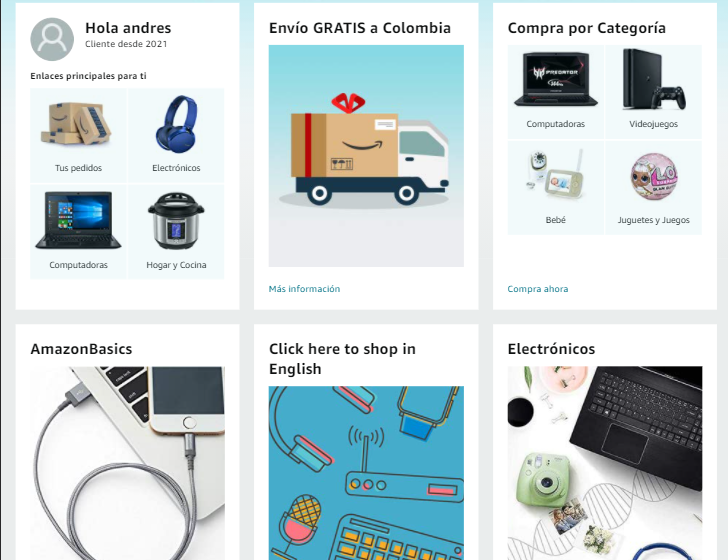 Hola andres
Cliente desde 2021
Enlaces principales para ti
Tus pedidos
Electrónicos
Computadoras
Hogar y Cocina
Envío GRATIS a Colombia
Más información
Compra por Categoría
PREDATOR
Computadoras
Videojuegos
Bebé
Juguetes y Juegos
Compra ahora
AmazonBasics
Click here to shop in
English
Electrónicos